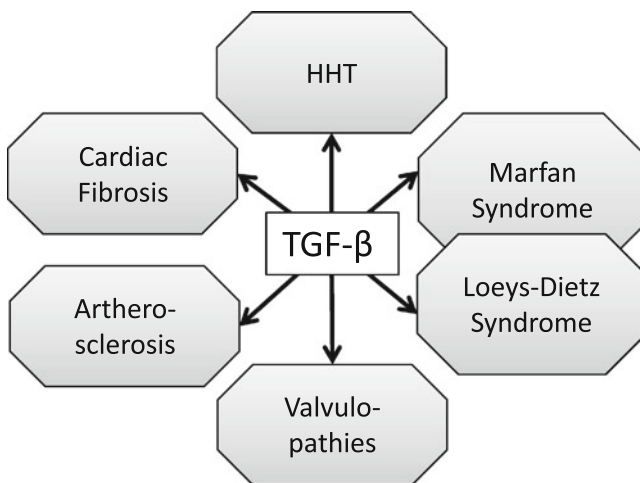 HHT
Cardiac
Fibrosis
Marfan
Syndrome
TGF-β
Loeys-Dietz
Syndrome
Arthero-
sclerosis
Valvulo-
pathies